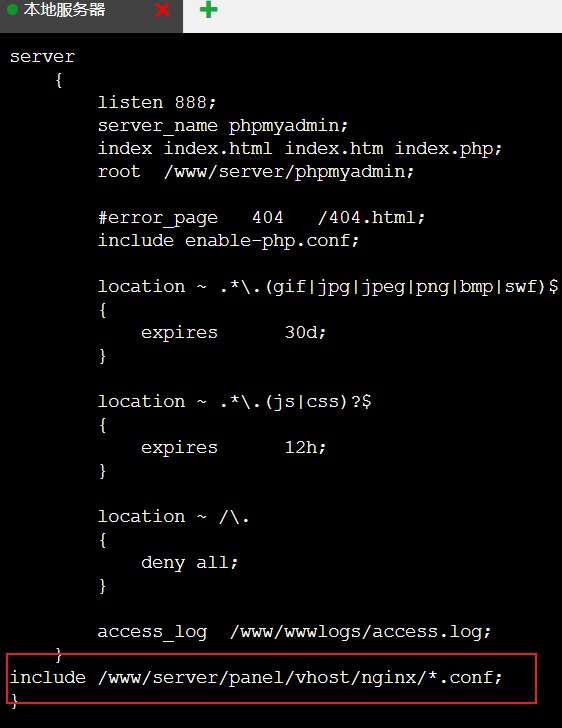 本地服务器
server
{
listen 888;
server_name phpmyadmin;
index index.html index.htm index.php;
root  /www/server/phpmyadmin;
#error_page   404   /404.html;
include enable-php.conf;
location ~ .*\.(gif|jpg|jpeg|png|bmp|swf)$
{
expires      30d;
}
location ~ .*\.(js|css)?$
{
expires      12h;
}
location ~ /\.
{
deny all;
}
access_log  /www/wwwlogs/access.log;
}
include /www/server/panel/vhost/nginx/*.conf;
}